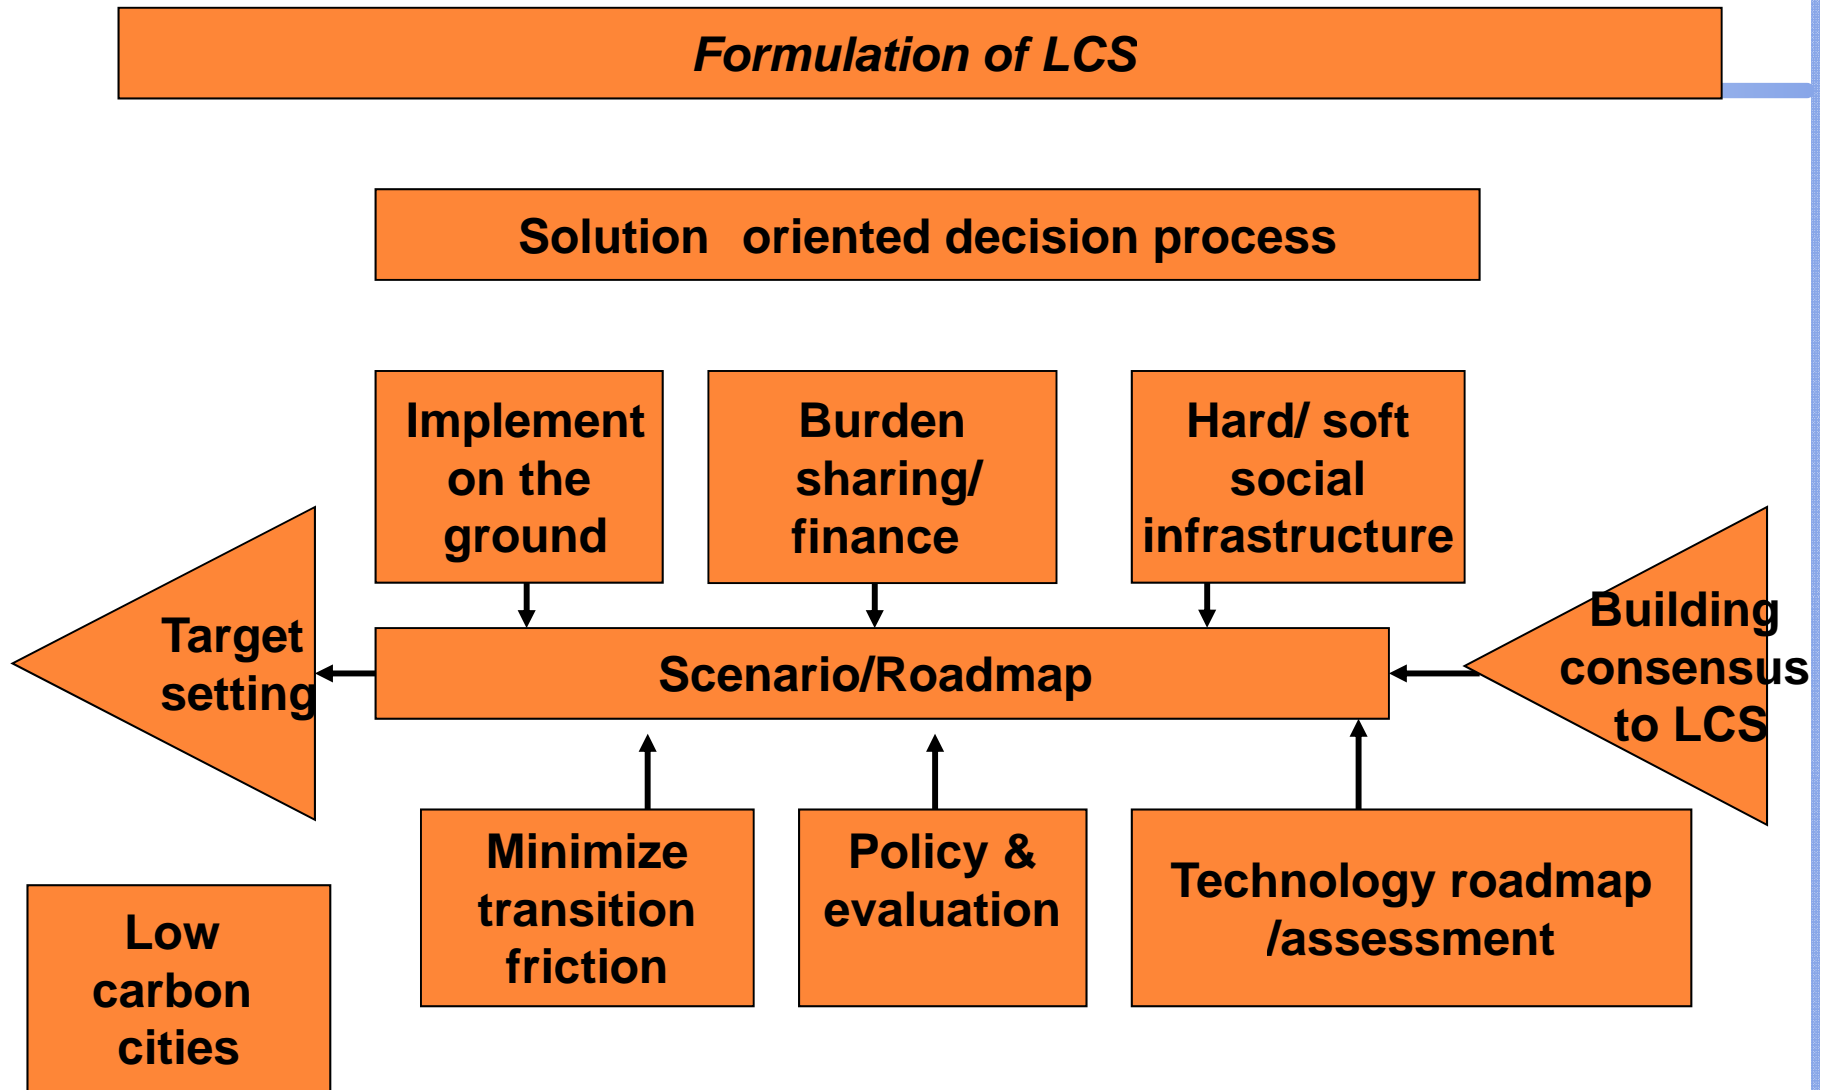 Formulation of LCS
Solution oriented decision process
Implement
on the
ground
Burden
sharing/
finance
Hard/ soft
social
infrastructure
Target
setting
Scenario/Roadmap
Building
consensus
to LCS
Minimize
transition
friction
Policy &
evaluation
Technology roadmap
/assessment
Low
carbon
cities